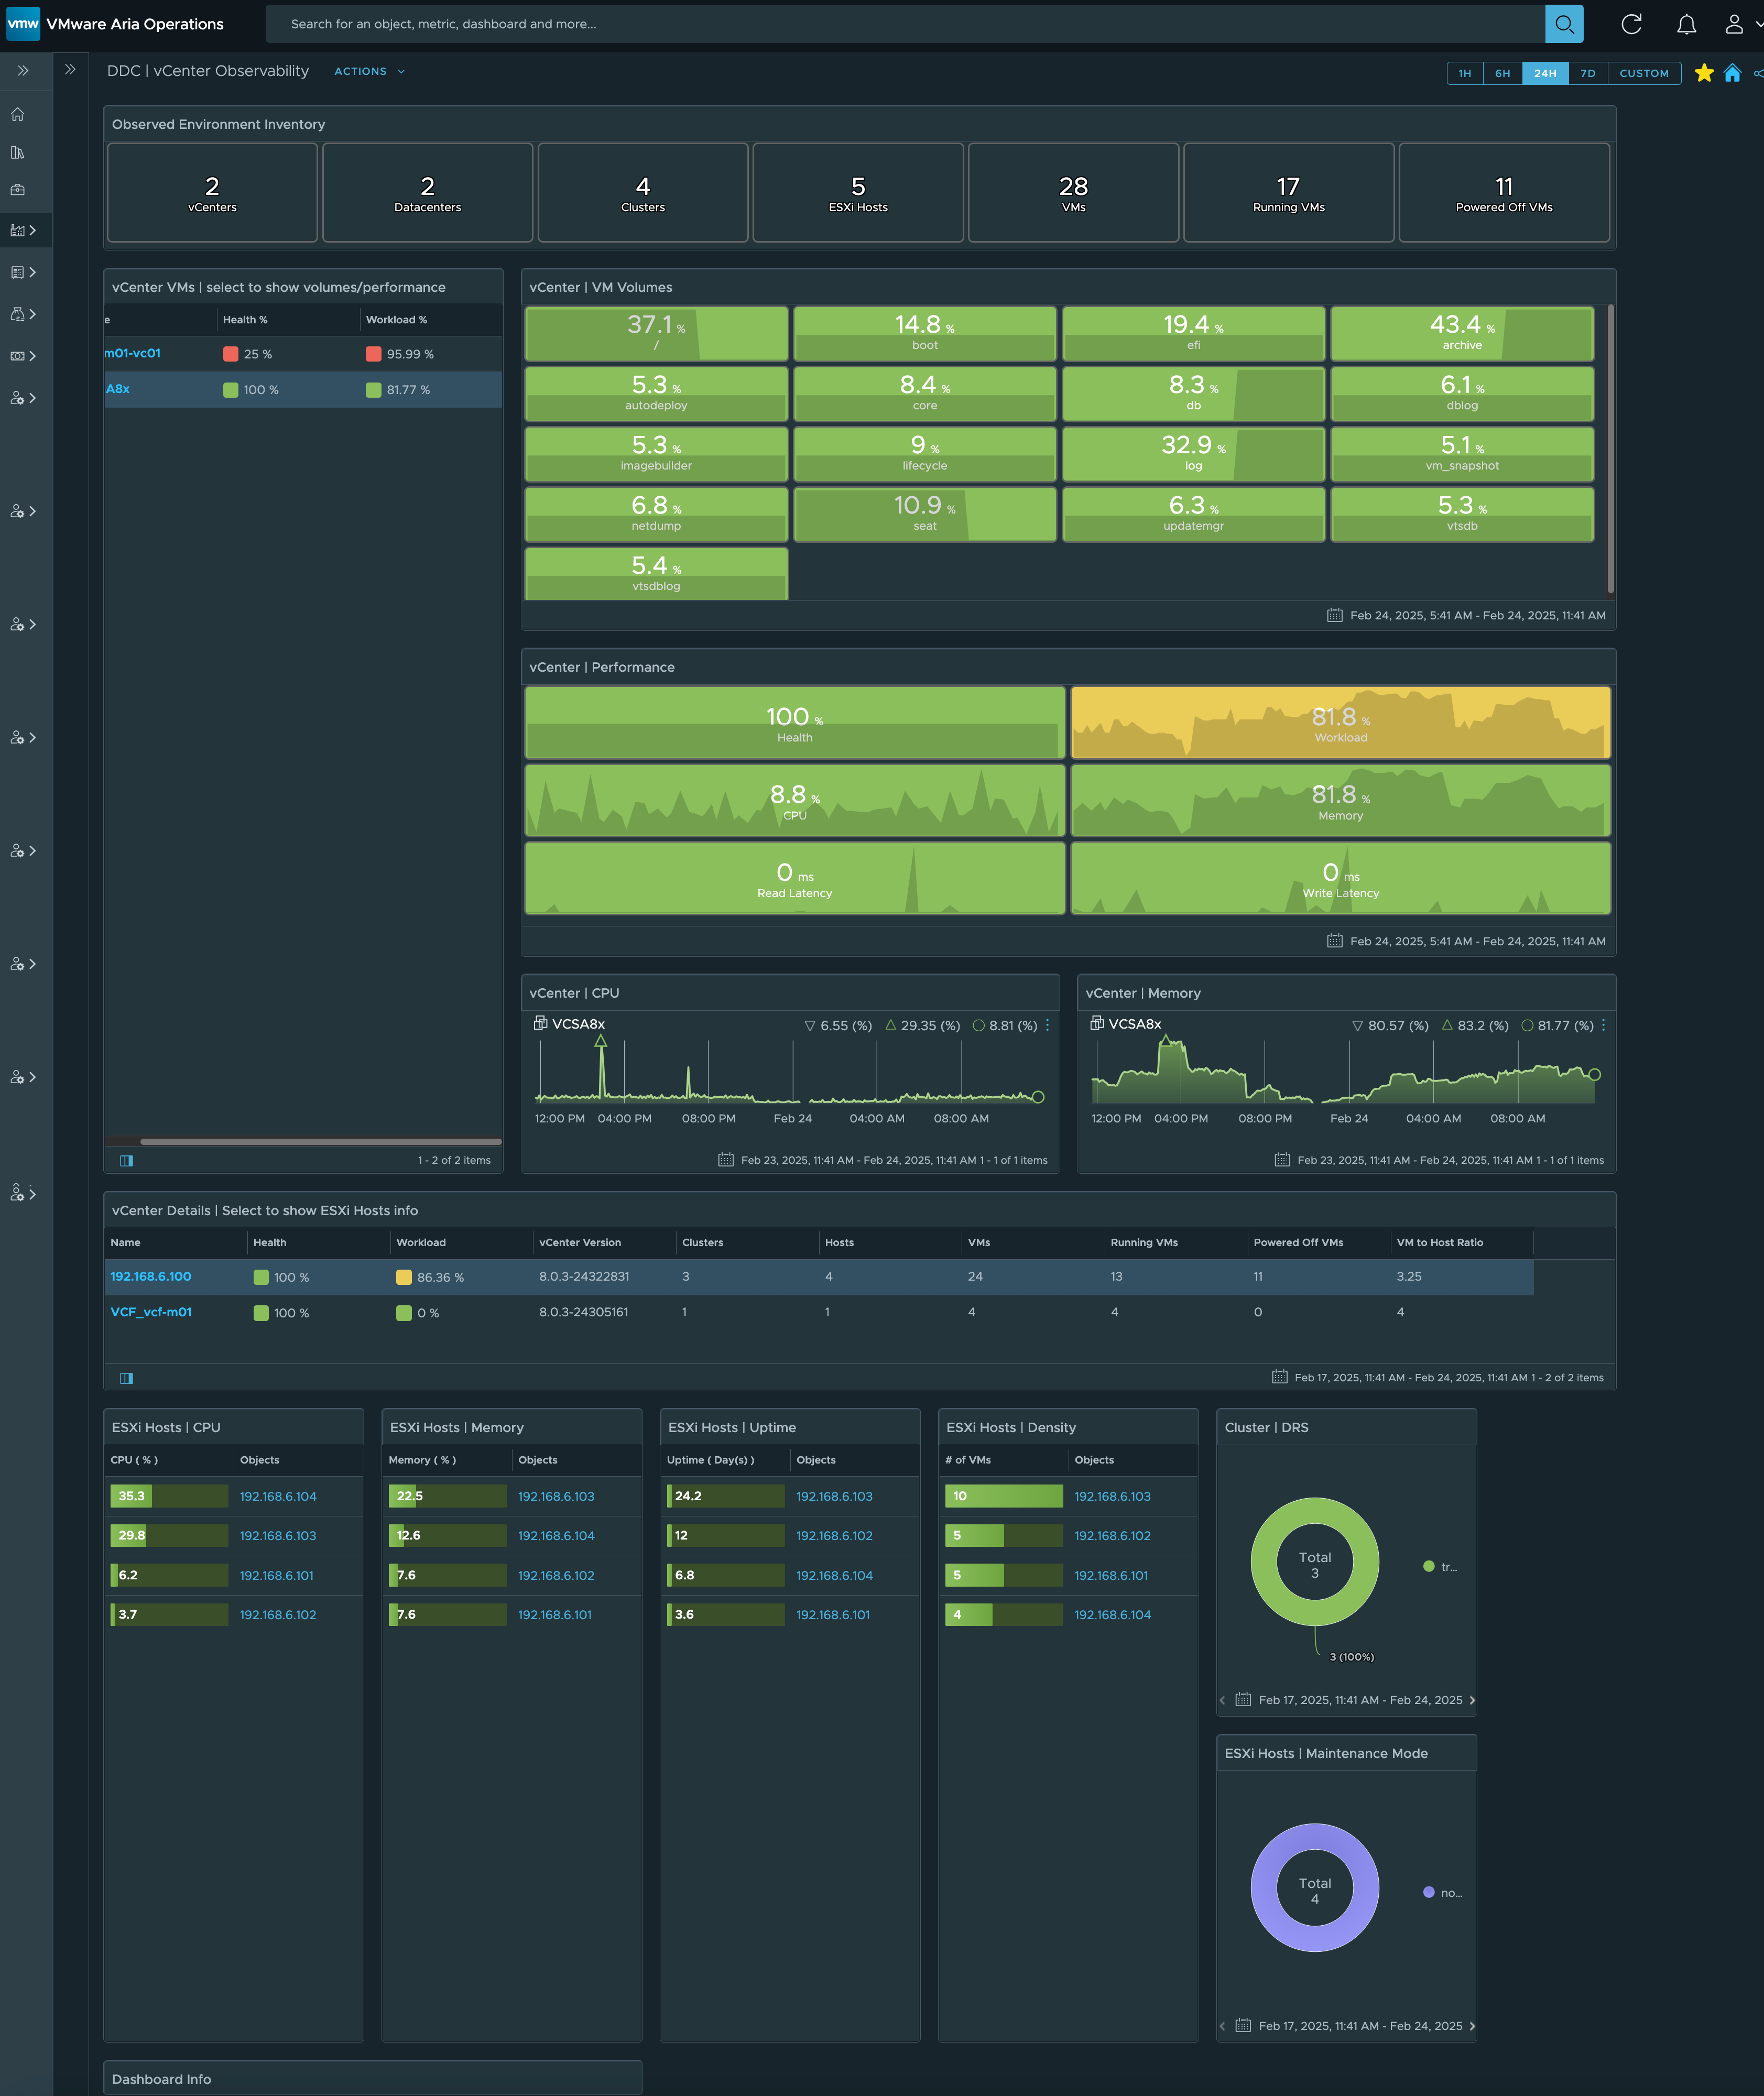 vmw VMware Aria Operations
Search for an object, metric, dashboard and more...
DDC | vCenter Observability ACTIONS
1H 6H 24H 7D CUSTOM
Observed Environment Inventory
2 2 4 5 28 17 11
vCenters Datacenters Clusters ESXi Hosts VMs Running VMs Powered Off VMs
vCenter VMs | select to show volumes/performance
e Health % Workload %
m01-vc01 25 % 95.99 %
A8x 100 % 81.77 %
1 - 2 of 2 items
vCenter | VM Volumes
37.1 % 14.8 % 19.4 % 43.4 %
/ boot efi archive
5.3 % 8.4 % 8.3 % 6.1 %
autodeploy core db dblog
5.3 % 9 % 32.9 % 5.1 %
imagebuilder lifecycle log vm_snapshot
6.8 % 10.9 % 6.3 % 5.3 %
netdump seat updatemgr vtsdb
5.4 %
vtsdblog
Feb 24, 2025, 5:41 AM - Feb 24, 2025, 11:41 AM
vCenter | Performance
100 % 81.8 %
Health Workload
8.8 % 81.8 %
CPU Memory
0 ms 0 ms
Read Latency Write Latency
Feb 24, 2025, 5:41 AM - Feb 24, 2025, 11:41 AM
vCenter | CPU
VCSA8x 6.55 (%) 29.35 (%) 8.81 (%)
12:00 PM 04:00 PM 08:00 PM Feb 24 04:00 AM 08:00 AM
Feb 23, 2025, 11:41 AM - Feb 24, 2025, 11:41 AM 1 - 1 of 1 items
vCenter | Memory
VCSA8x 80.57 (%) 83.2 (%) 81.77 (%)
12:00 PM 04:00 PM 08:00 PM Feb 24 04:00 AM 08:00 AM
Feb 23, 2025, 11:41 AM - Feb 24, 2025, 11:41 AM 1 - 1 of 1 items
vCenter Details | Select to show ESXi Hosts info
Name Health Workload vCenter Version Clusters Hosts VMs Running VMs Powered Off VMs VM to Host Ratio
192.168.6.100 100 % 86.36 % 8.0.3-24322831 3 4 24 13 11 3.25
VCF_vcf-m01 100 % 0 % 8.0.3-24305161 1 1 4 4 0 4
Feb 17, 2025, 11:41 AM - Feb 24, 2025, 11:41 AM 1 - 2 of 2 items
ESXi Hosts | CPU
CPU ( % ) Objects
35.3 192.168.6.104
29.8 192.168.6.103
6.2 192.168.6.101
3.7 192.168.6.102
ESXi Hosts | Memory
Memory ( % ) Objects
22.5 192.168.6.103
12.6 192.168.6.104
7.6 192.168.6.102
7.6 192.168.6.101
ESXi Hosts | Uptime
Uptime ( Day(s) ) Objects
24.2 192.168.6.103
12 192.168.6.102
6.8 192.168.6.104
3.6 192.168.6.101
ESXi Hosts | Density
# of VMs Objects
10 192.168.6.103
5 192.168.6.102
5 192.168.6.101
4 192.168.6.104
Cluster | DRS
Total
3
tr...
3 (100%)
Feb 17, 2025, 11:41 AM - Feb 24, 2025
ESXi Hosts | Maintenance Mode
Total
4
no...
Feb 17, 2025, 11:41 AM - Feb 24, 2025
Dashboard Info